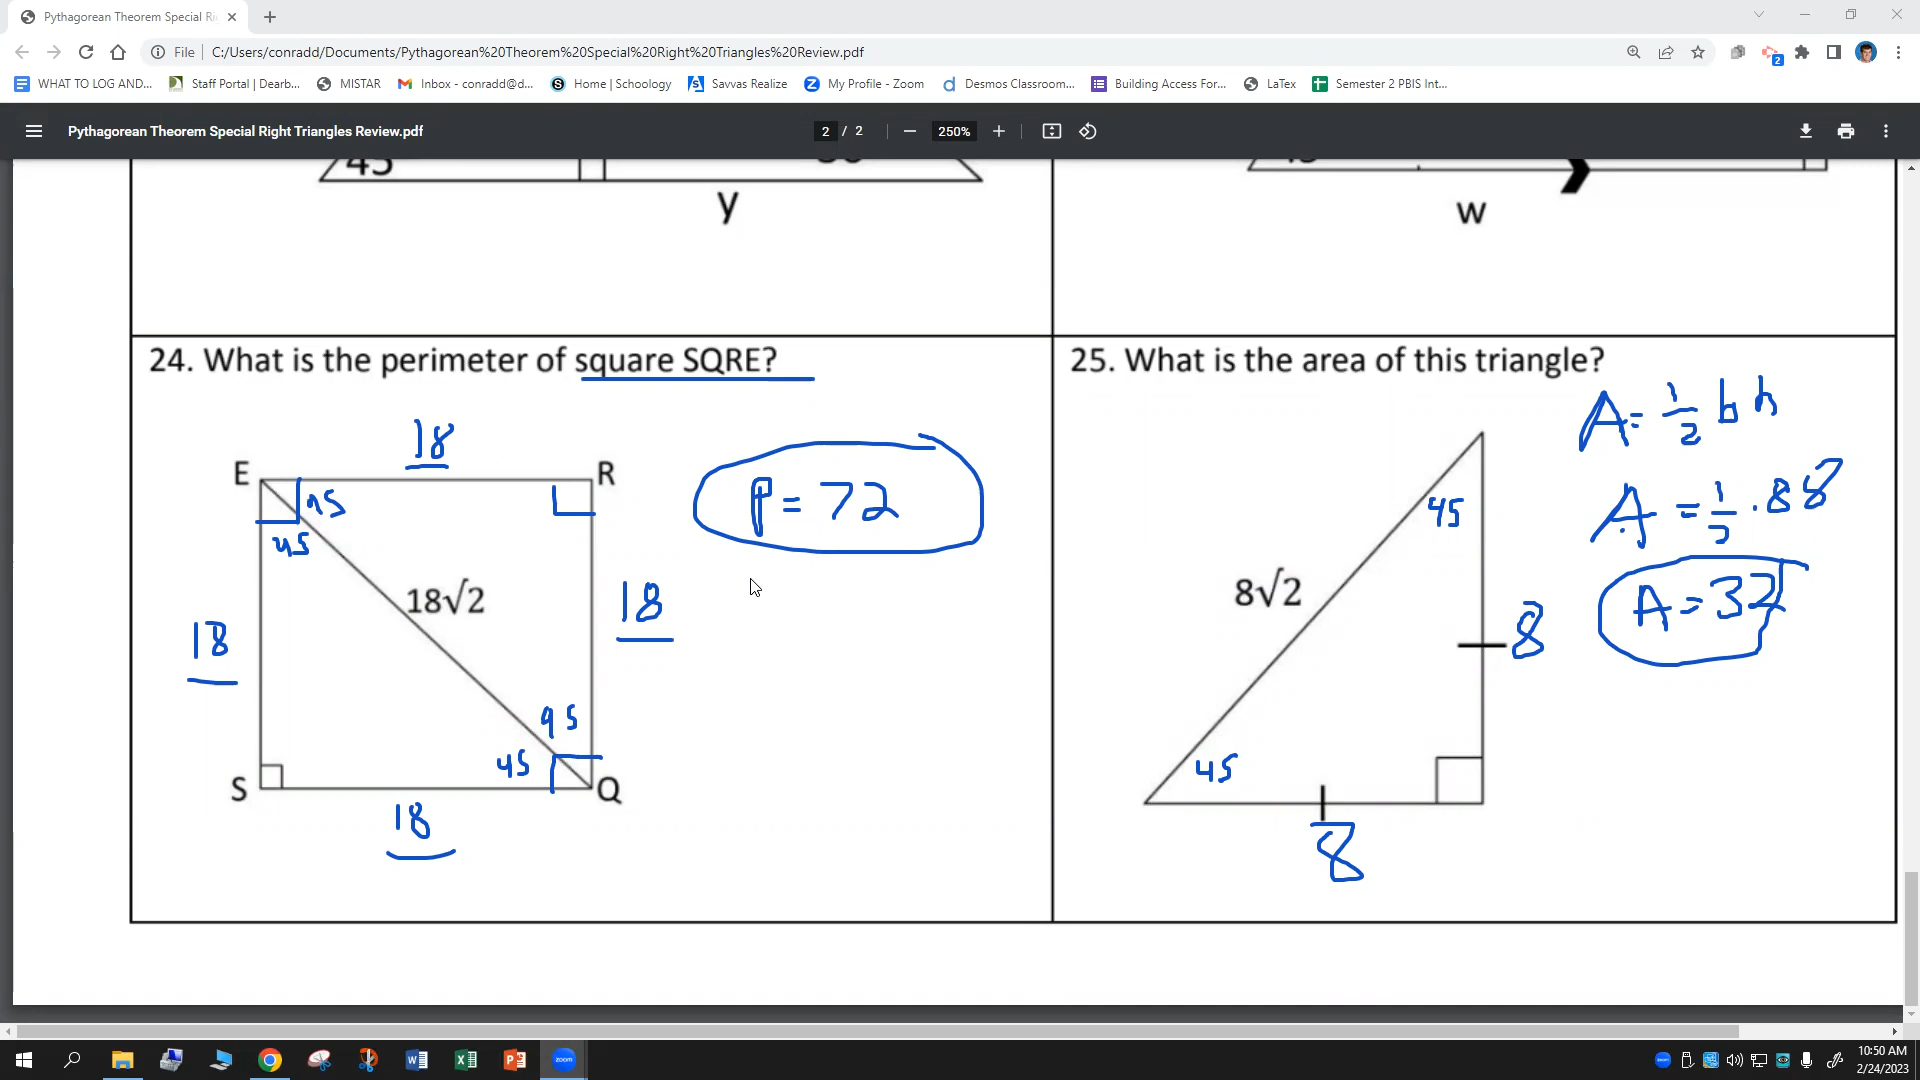 Pythagorean Theorem Special Ri
File C:/Users/conradd/Documents/Pythagorean%20Theorem%20Special%20Right%20Triangles%20Review.pdf
2
WHAT TO LOG AND... Staff Portal | Dearb... MISTAR Inbox - conradd@d... Home | Schoology Savvas Realize My Profile - Zoom Desmos Classroom... Building Access For... LaTex Semester 2 PBIS Int...
Pythagorean Theorem Special Right Triangles Review.pdf 2 / 2 250%
45
y
w
24. What is the perimeter of square SQRE?
18
E R
45
45
P = 72
18√2
18
18
45
45
S Q
18
25. What is the area of this triangle?
A = 1/2 b h
45
A = 1/2 · 8 8
8√2
A = 32
8
45
8
zoom
10:50 AM
2/24/2023